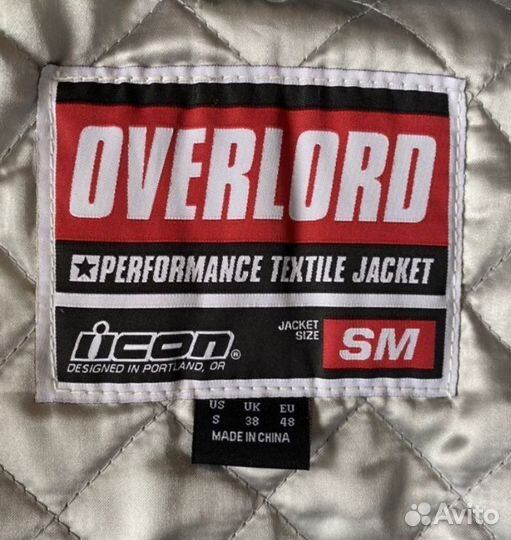 OVERLORD
★PERFORMANCE TEXTILE JACKET
icon®
DESIGNED IN PORTLAND, OR
JACKET SIZE SM
US UK EU
S 38 48
MADE IN CHINA
Avito